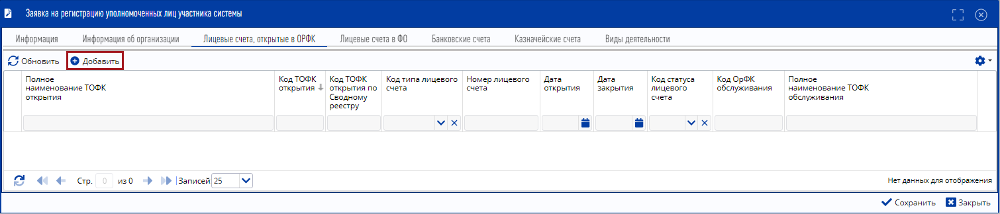 Заявка на регистрацию уполномоченных лиц участника системы
Информация Информация об организации Лицевые счета, открытые в ОРФК Лицевые счета в ФО Банковские счета Казначейские счета Виды деятельности
Обновить Добавить
Полное наименование ТОФК открытия
Код ТОФК открытия
Код ТОФК открытия по Сводному реестру
Код типа лицевого счета
Номер лицевого счета
Дата открытия
Дата закрытия
Код статуса лицевого счета
Код ОрФК обслуживания
Полное наименование ТОФК обслуживания
Стр. 0 из 0 Записей: 25 Нет данных для отображения
Сохранить Закрыть